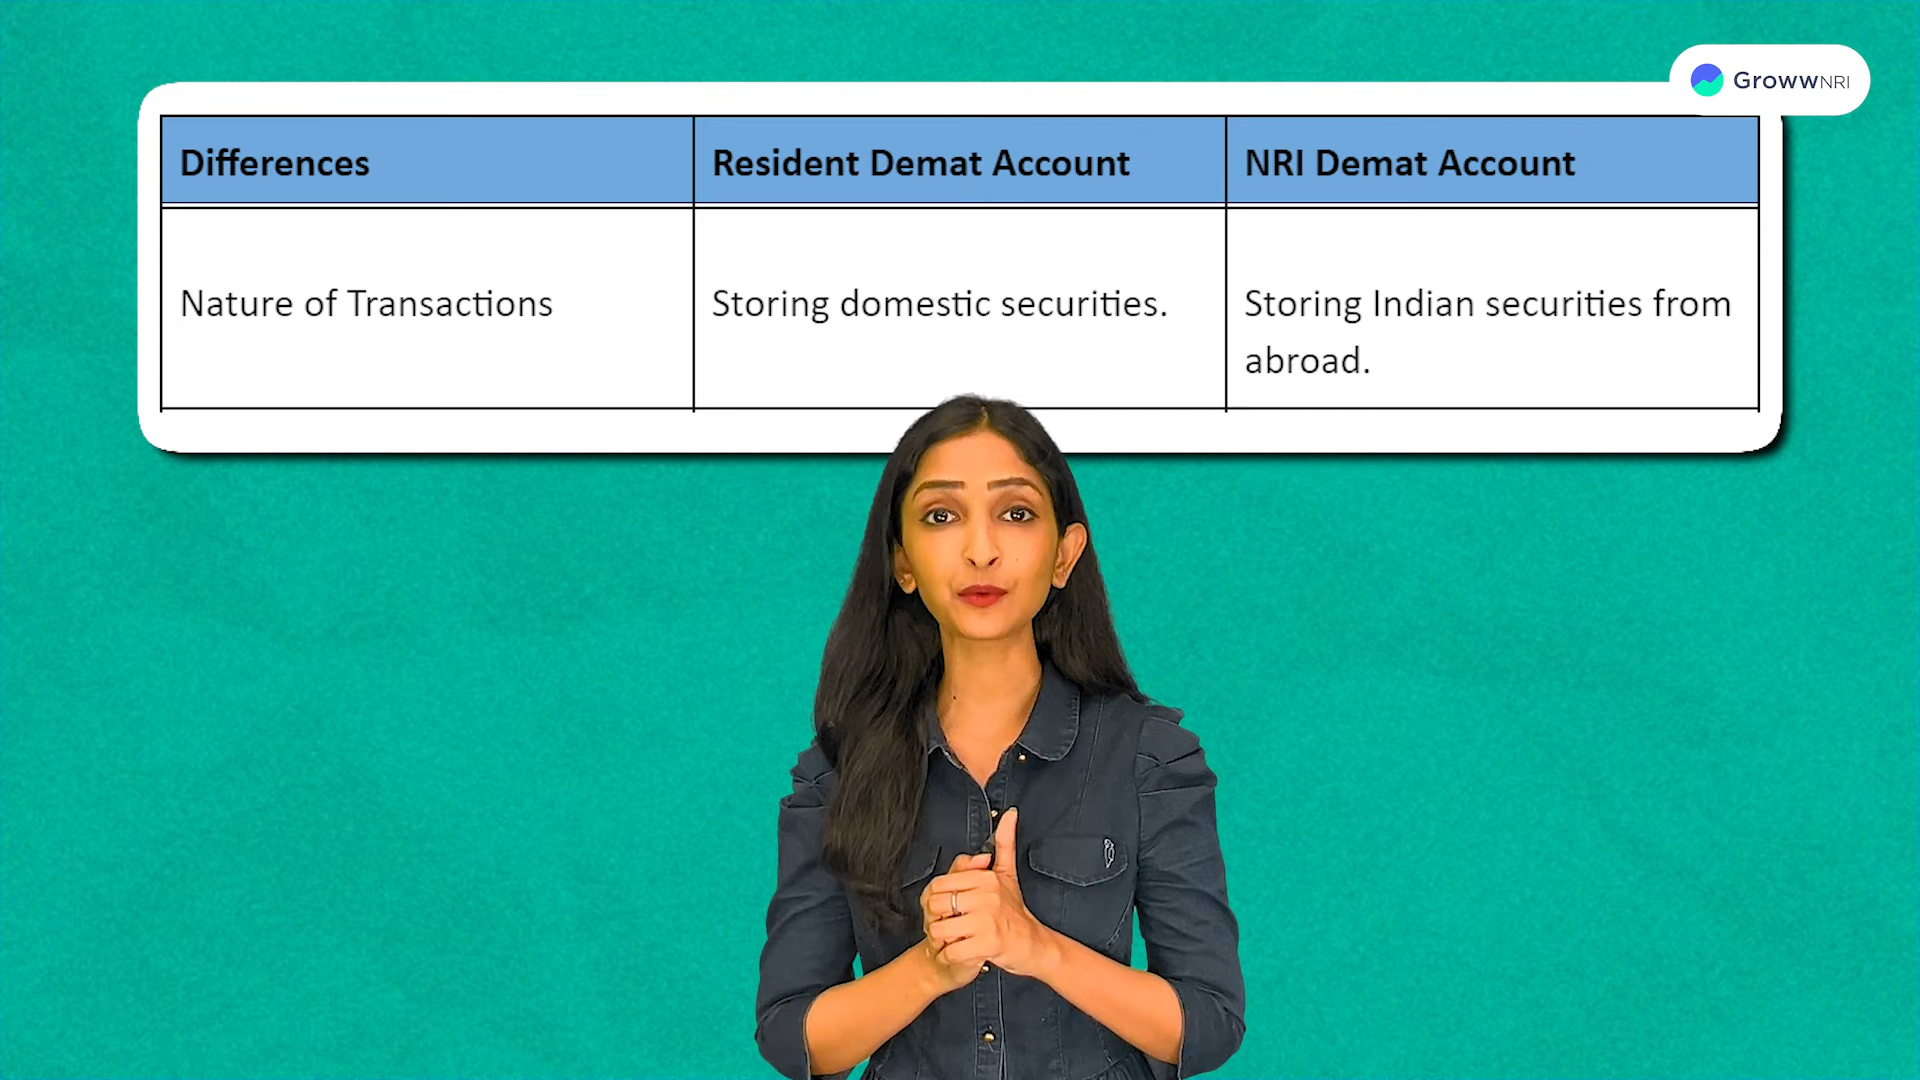 GrowwNRI
Differences
Resident Demat Account
NRI Demat Account
Nature of Transactions
Storing domestic securities.
Storing Indian securities from
abroad.